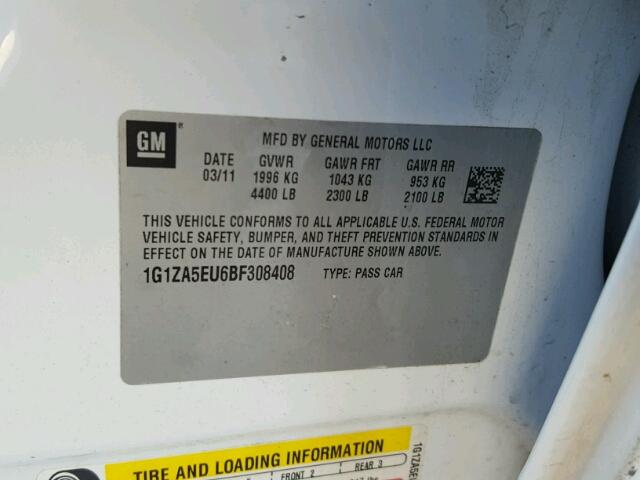 GM ® MFD BY GENERAL MOTORS LLC
DATE GVWR GAWR FRT GAWR RR
03/11 1996 KG 1043 KG 953 KG
4400 LB 2300 LB 2100 LB
THIS VEHICLE CONFORMS TO ALL APPLICABLE U.S. FEDERAL MOTOR
VEHICLE SAFETY, BUMPER, AND THEFT PREVENTION STANDARDS IN
EFFECT ON THE DATE OF MANUFACTURE SHOWN ABOVE.
1G1ZA5EU6BF308408 TYPE: PASS CAR
TIRE AND LOADING INFORMATION
FRONT 2 REAR 3
1G1ZA5E